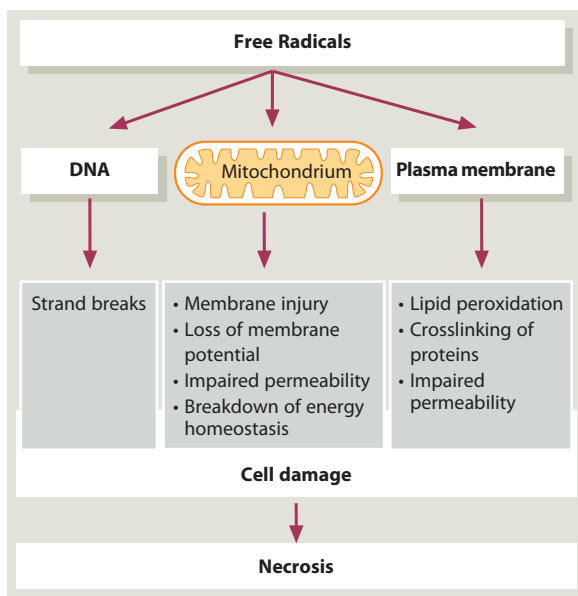 Free Radicals
DNA
Mitochondrium
Plasma membrane
Strand breaks
• Membrane injury
• Loss of membrane
potential
• Impaired permeability
• Breakdown of energy
homeostasis
• Lipid peroxidation
• Crosslinking of
proteins
• Impaired
permeability
Cell damage
Necrosis